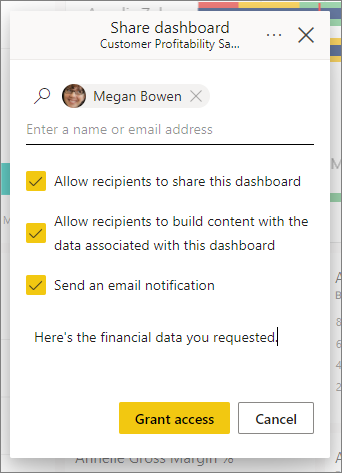 Share dashboard
Customer Profitability Sa...
Megan Bowen
Enter a name or email address
Allow recipients to share this dashboard
Allow recipients to build content with the
data associated with this dashboard
Send an email notification
Here's the financial data you requested.
Grant access
Cancel
Annelle Gross Margin %